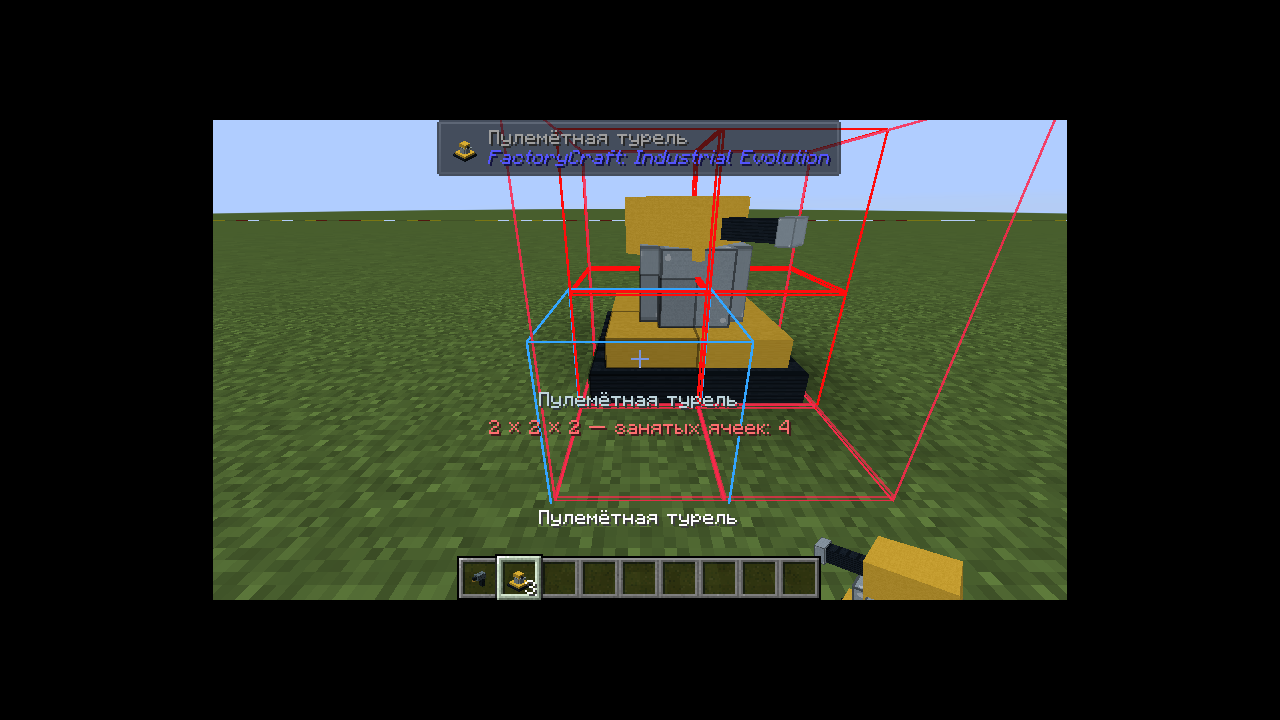 Пулемётная турель
FactoryCraft: Industrial Evolution
Пулемётная турель
2 × 2 × 2 — занятых ячеек: 4
Пулемётная турель
3